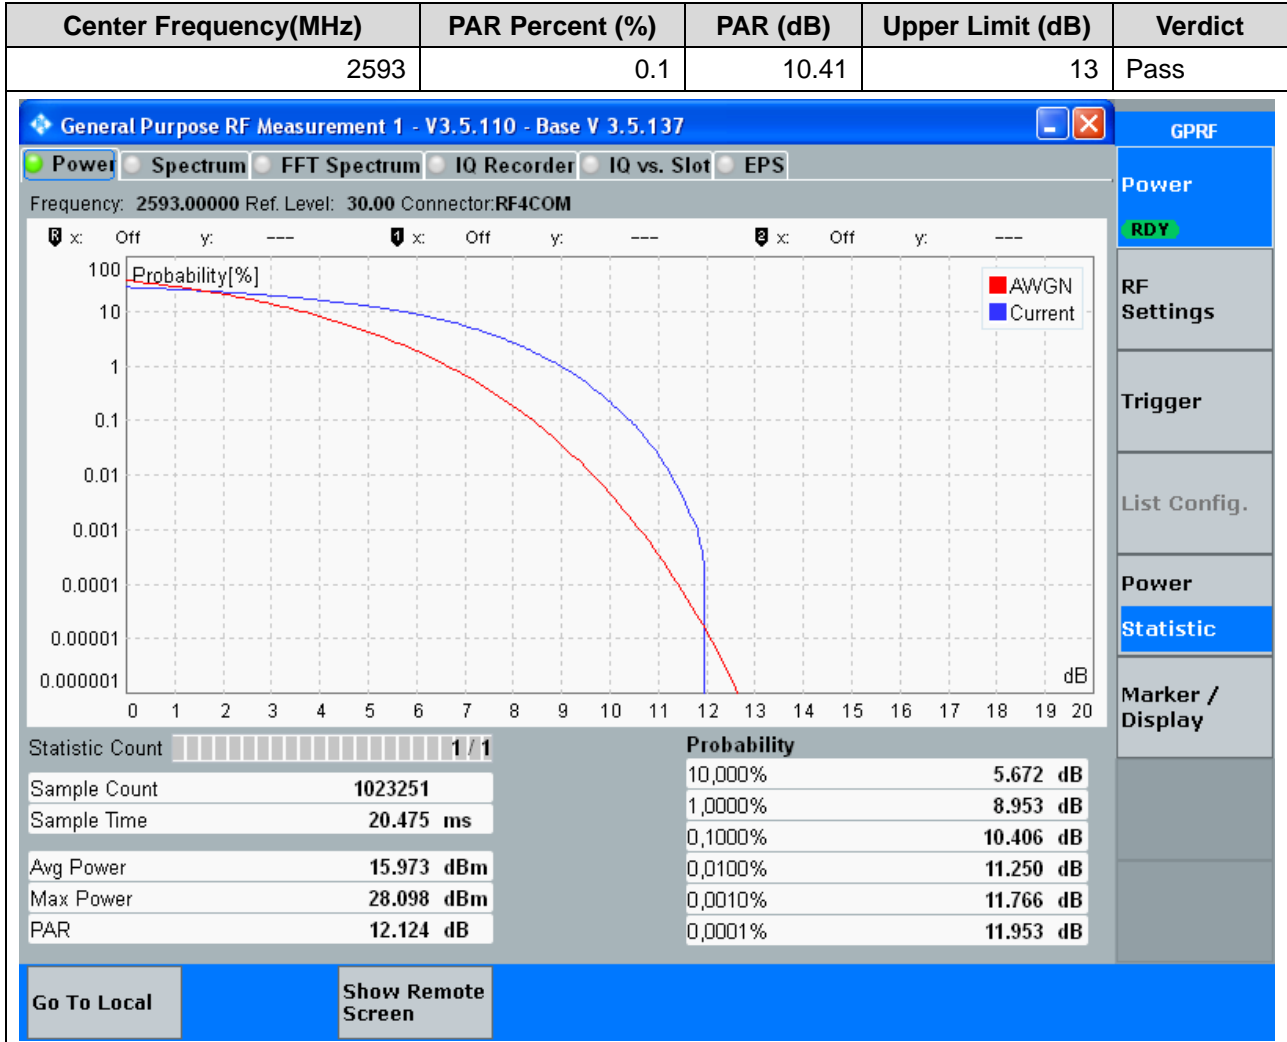 Center Frequency(MHz) PAR Percent (%) PAR (dB) Upper Limit (dB) Verdict
2593 0.1 10.41 13 Pass
General Purpose RF Measurement 1 - V3.5.110 - Base V 3.5.137
GPRF
Power Spectrum FFT Spectrum IQ Recorder IQ vs. Slot EPS
Frequency: 2593.00000 Ref. Level: 30.00 Connector:RF4COM
R x: Off y: --- 1 x: Off y: --- 2 x: Off y: ---
Probability[%]
AWGN
Current
100
10
1
0.1
0.01
0.001
0.0001
0.00001
0.000001
dB
0 1 2 3 4 5 6 7 8 9 10 11 12 13 14 15 16 17 18 19 20
Statistic Count 1 / 1
Sample Count 1023251
Sample Time 20.475 ms
Avg Power 15.973 dBm
Max Power 28.098 dBm
PAR 12.124 dB
Probability
10,000% 5.672 dB
1,0000% 8.953 dB
0,1000% 10.406 dB
0,0100% 11.250 dB
0,0010% 11.766 dB
0,0001% 11.953 dB
Power
RDY
RF
Settings
Trigger
List Config.
Power
Statistic
Marker /
Display
Go To Local
Show Remote
Screen